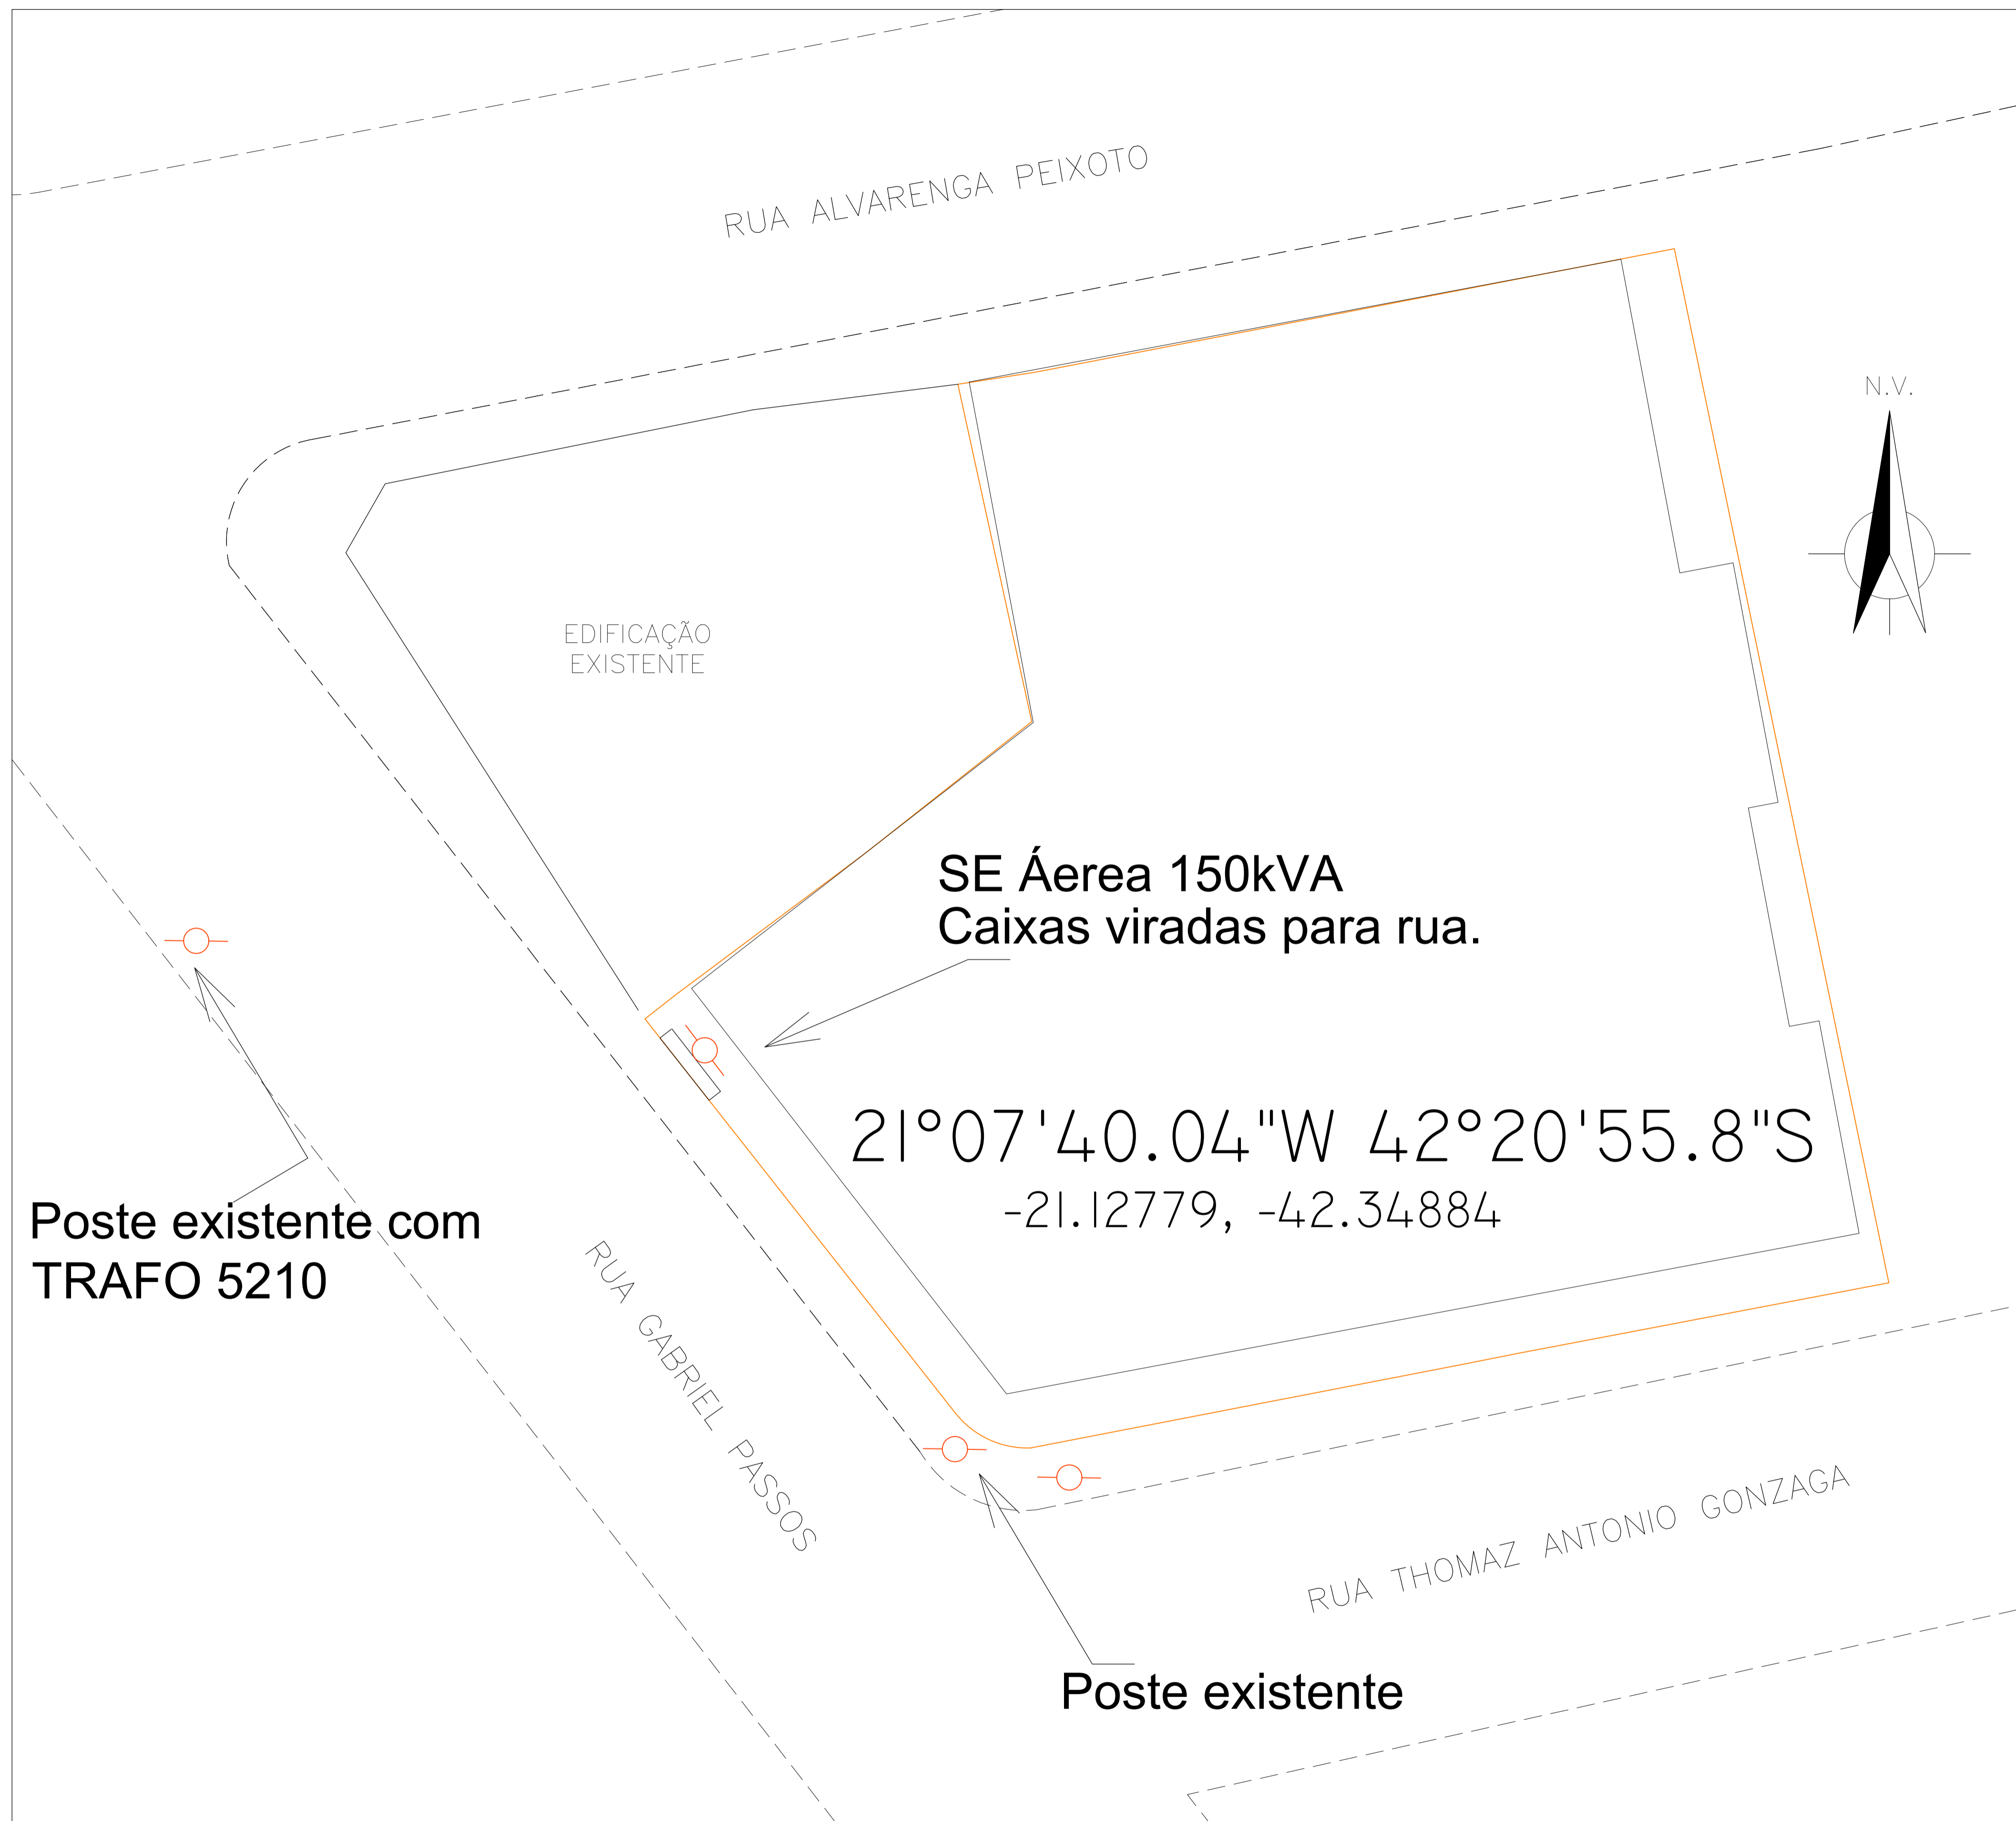 RUA ALVARENGA PEIXOTO
N.V.
EDIFICAÇÃO
EXISTENTE
SE Áerea 150kVA
Caixas viradas para rua.
21°07'40.04"W 42°20'55.8"S
-21.12779, -42.34884
Poste existente com
TRAFO 5210
RUA GABRIEL PASSOS
RUA THOMAZ ANTONIO GONZAGA
Poste existente